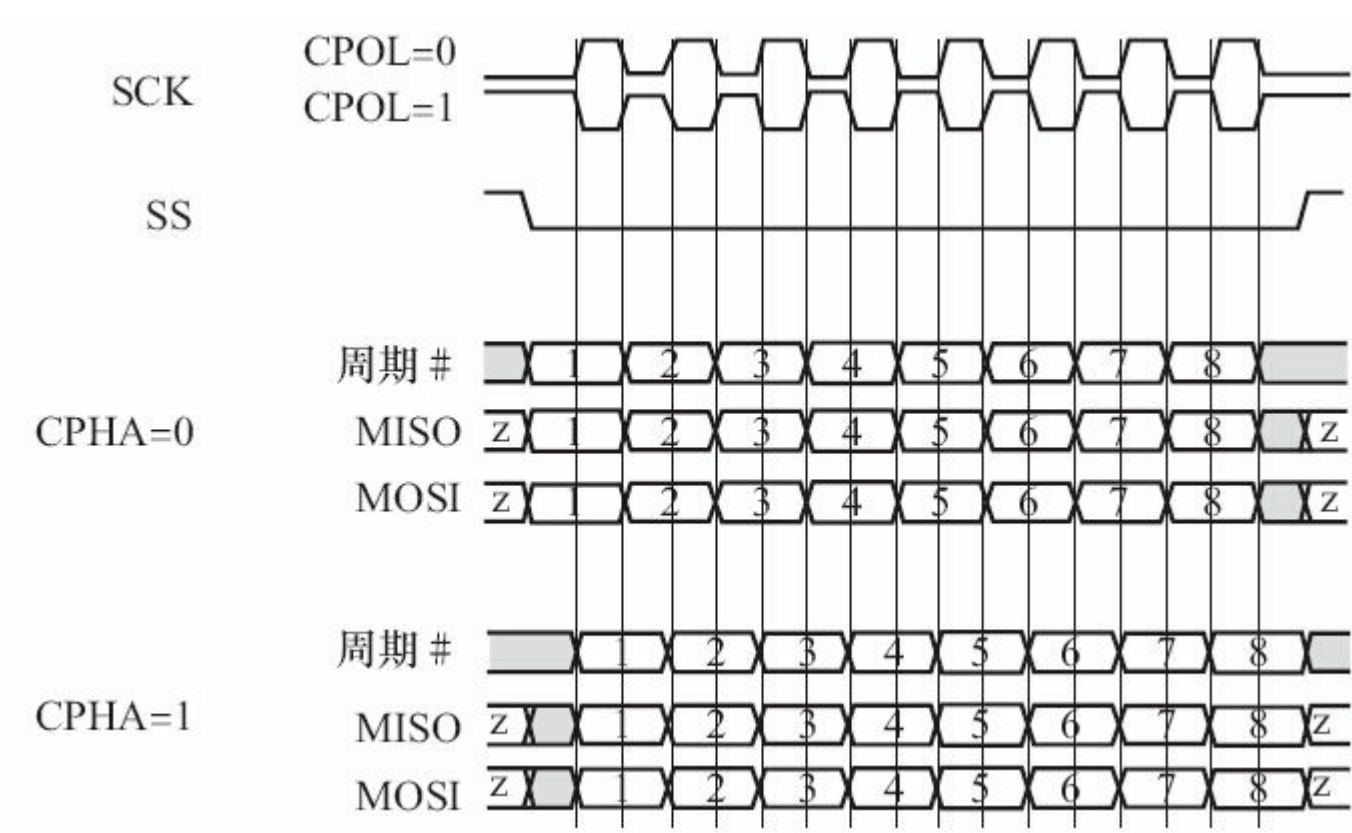 SCK CPOL=0
CPOL=1
SS
周期 # 1 2 3 4 5 6 7 8
CPHA=0 MISO z 1 2 3 4 5 6 7 8 z
MOSI z 1 2 3 4 5 6 7 8 z
周期 # 1 2 3 4 5 6 7 8
CPHA=1 MISO z 1 2 3 4 5 6 7 8 z
MOSI z 1 2 3 4 5 6 7 8 z